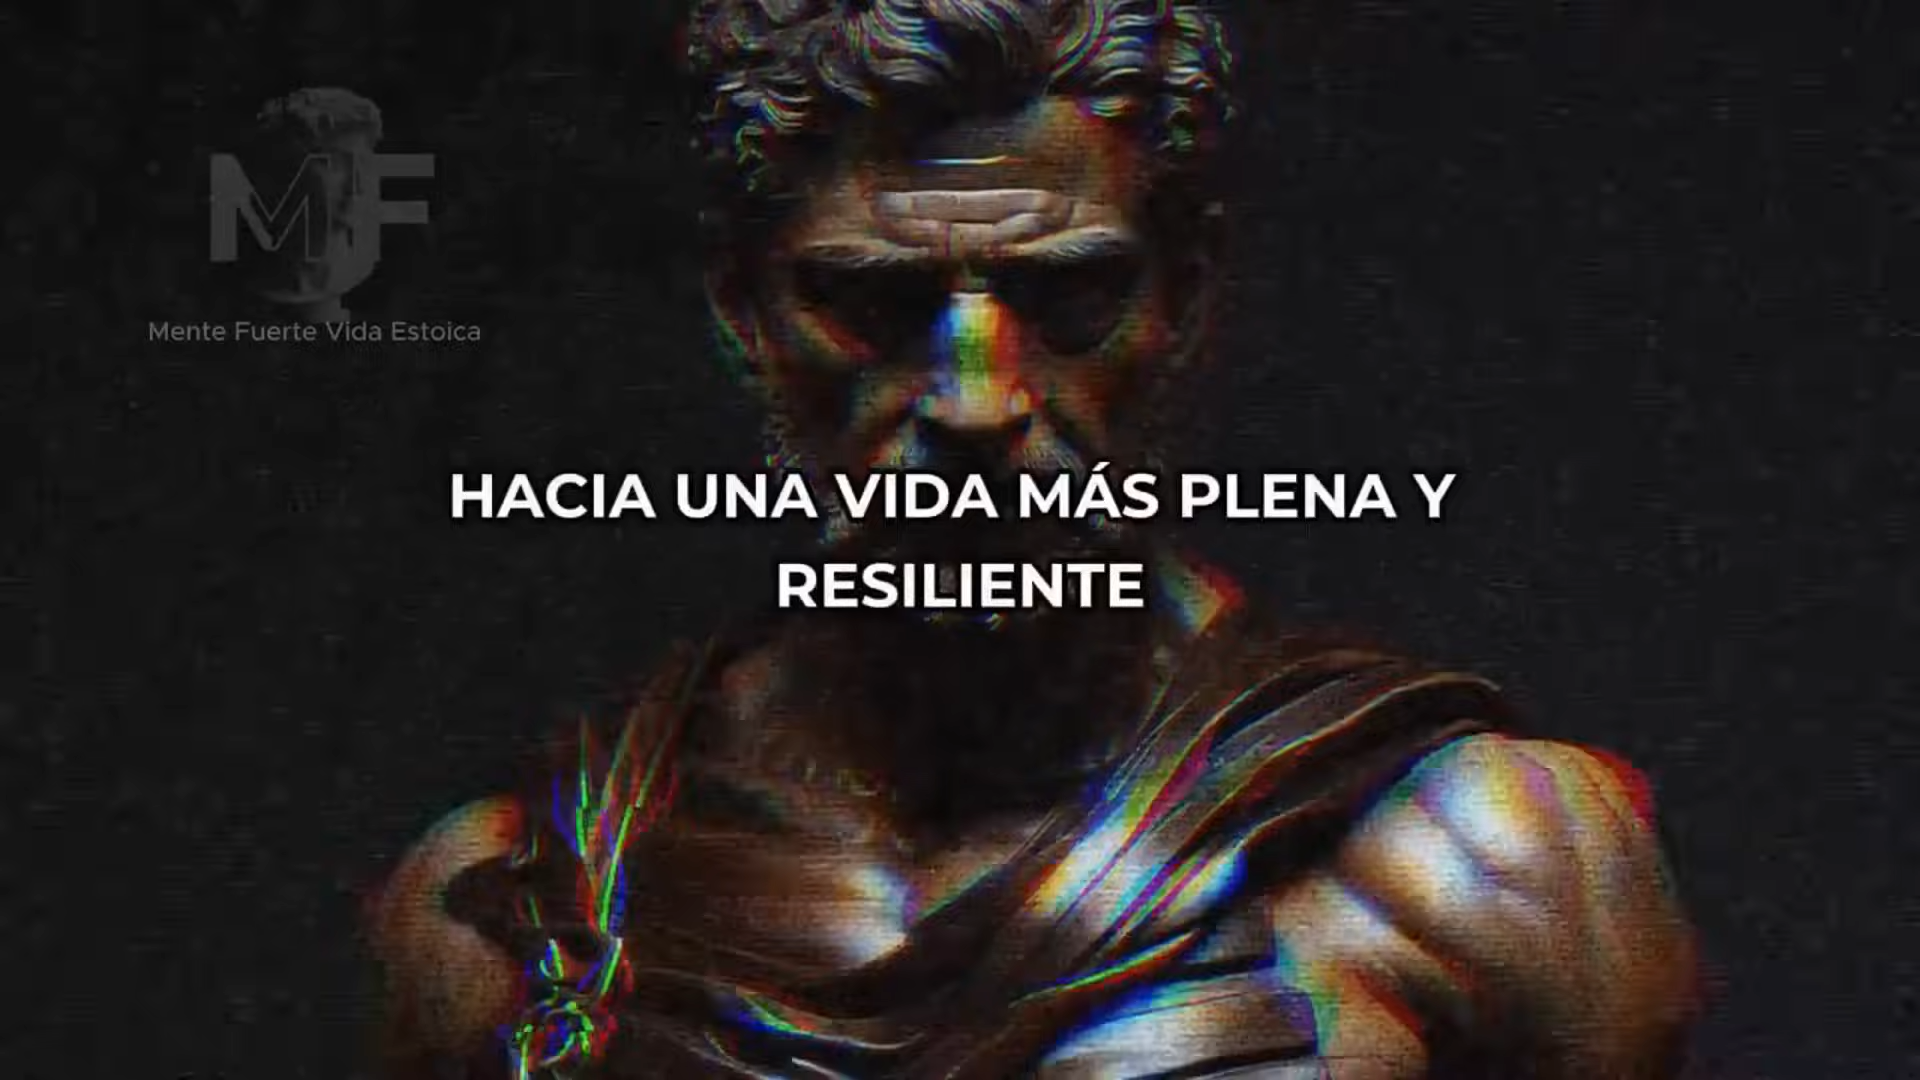 MF
Mente Fuerte Vida Estoica
HACIA UNA VIDA MÁS PLENA Y
RESILIENTE